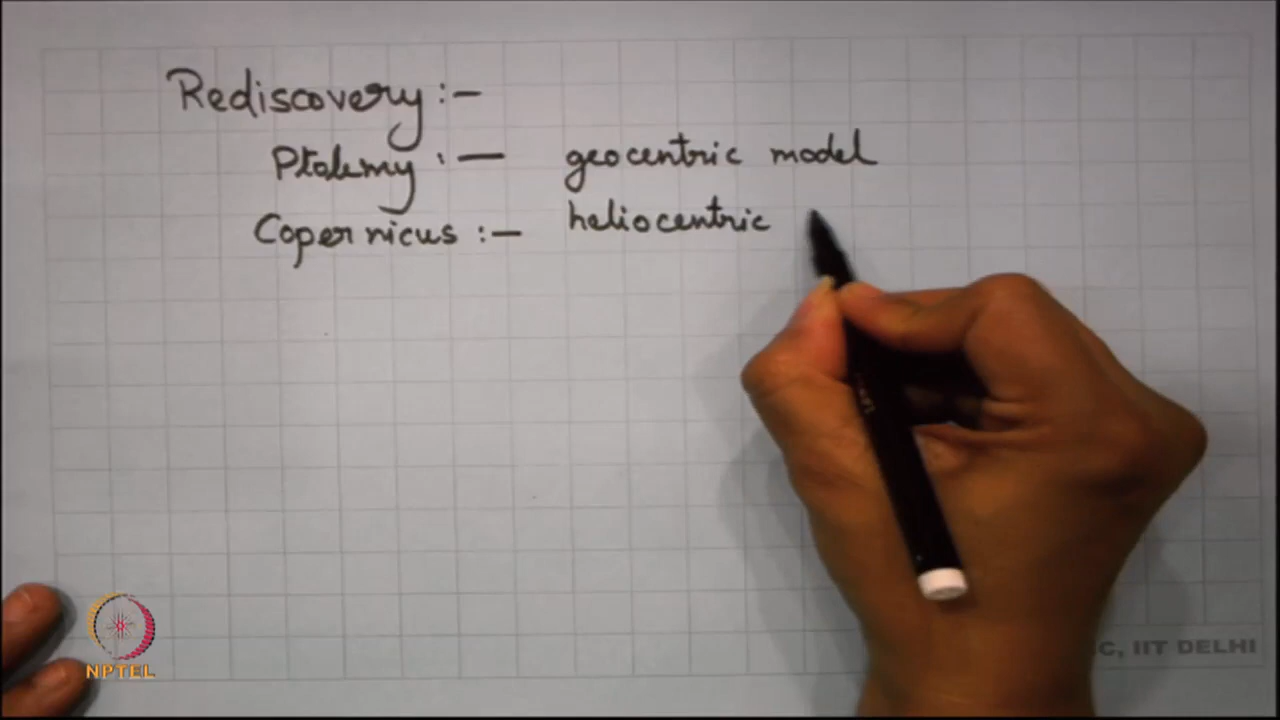 Rediscovery :-
Ptolemy :- geocentric model
Copernicus :- heliocentric
NPTEL
C, IIT DELHI